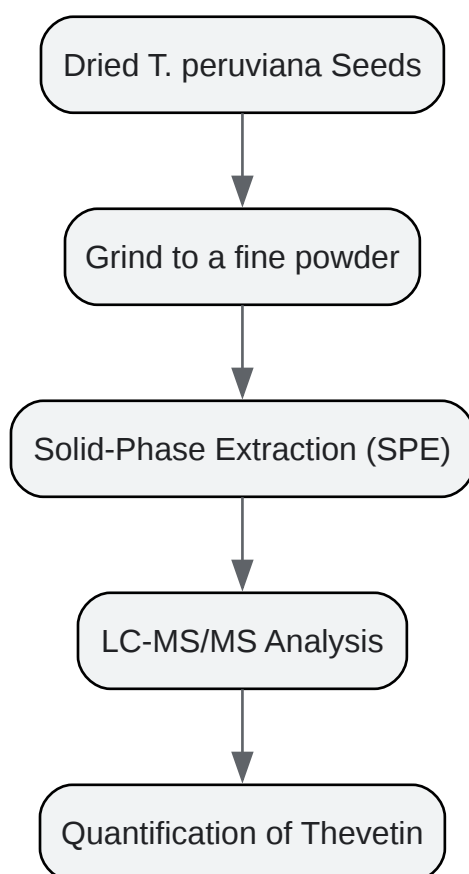 Dried T. peruviana Seeds
Grind to a fine powder
Solid-Phase Extraction (SPE)
LC-MS/MS Analysis
Quantification of Thevetin